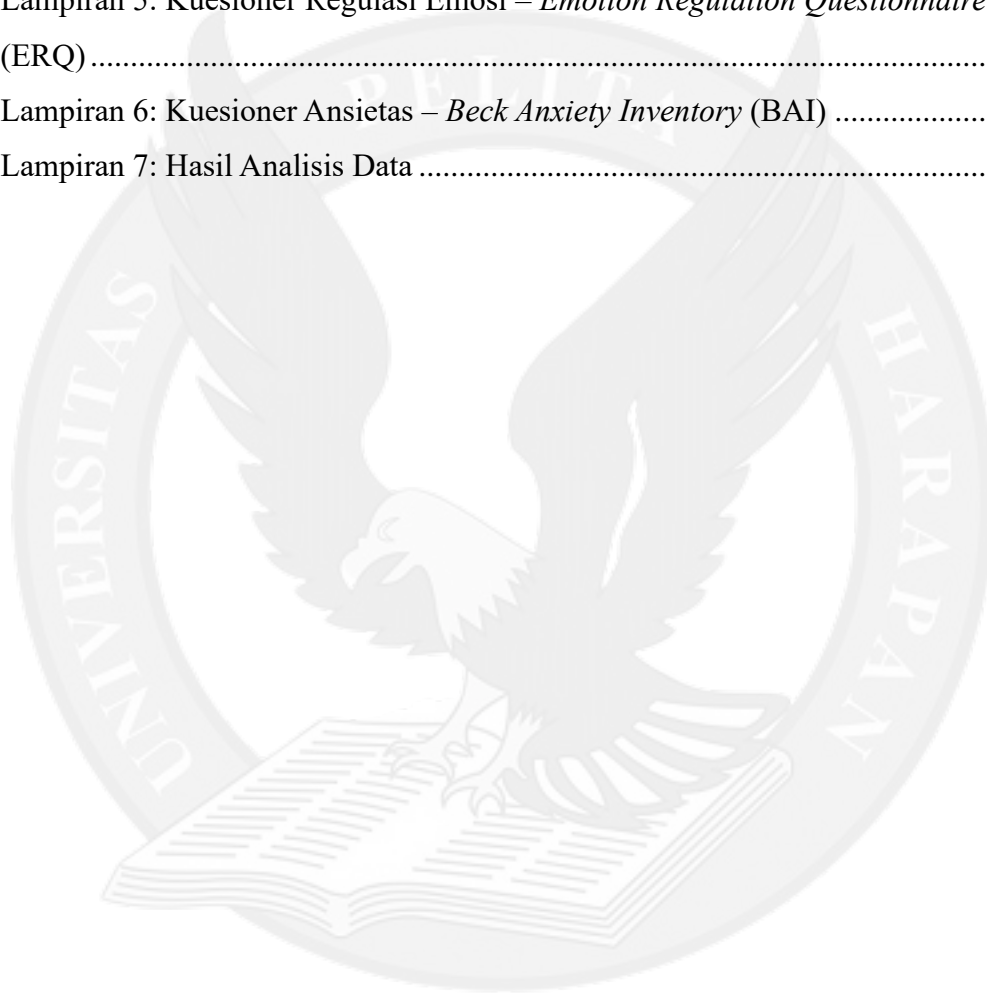 Lampiran 5: Kuesioner Regulasi Emosi – Emotion Regulation Questionnaire
(ERQ) ................................................................................................................
Lampiran 6: Kuesioner Ansietas – Beck Anxiety Inventory (BAI) ...................
Lampiran 7: Hasil Analisis Data .......................................................................
UNIVERSITAS PELITA HARAPAN